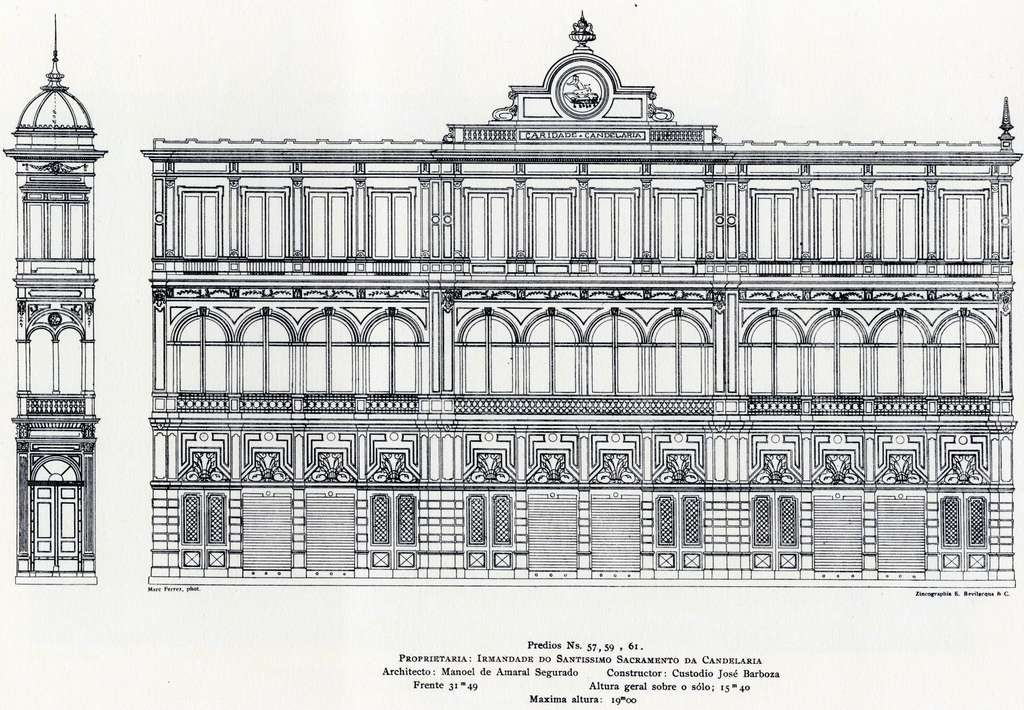 CARIDADE • CANDELARIA
Marc Ferrez, phot.
Zincographia E. Bevilacqua & C.
Predios Ns. 57, 59 , 61.
PROPRIETARIA: IRMANDADE DO SANTISSIMO SACRAMENTO DA CANDELARIA
Architecto: Manoel de Amaral Segurado Constructor: Custodio José Barboza
Frente 31ᵐ49 Altura geral sobre o sólo; 15ᵐ40
Maxima altura: 19ᵐ00